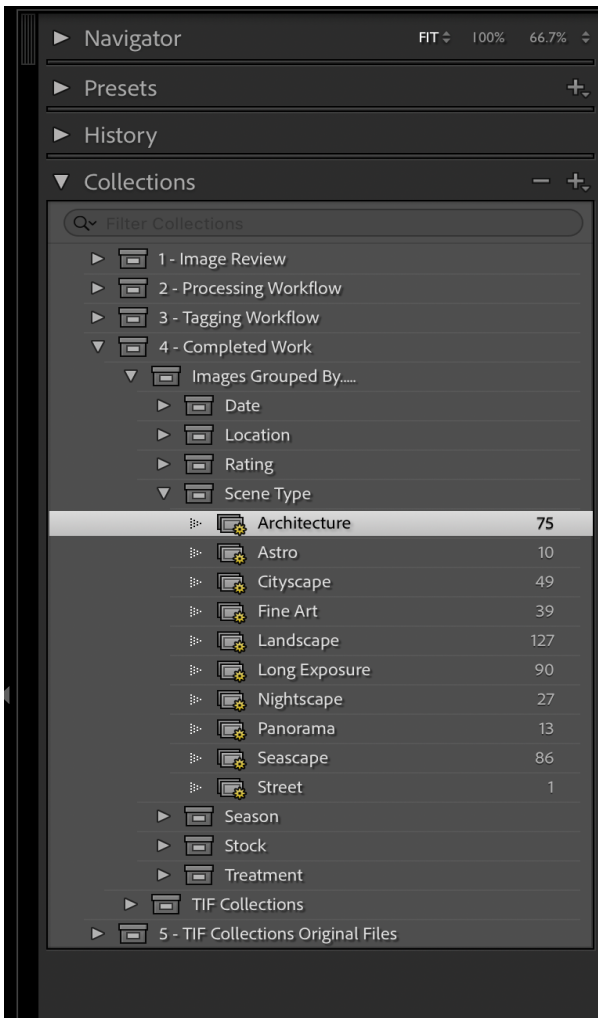 Navigator FIT 100% 66.7%
Presets
History
Collections
Filter Collections
1 - Image Review
2 - Processing Workflow
3 - Tagging Workflow
4 - Completed Work
Images Grouped By.....
Date
Location
Rating
Scene Type
Architecture 75
Astro 10
Cityscape 49
Fine Art 39
Landscape 127
Long Exposure 90
Nightscape 27
Panorama 13
Seascape 86
Street 1
Season
Stock
Treatment
TIF Collections
5 - TIF Collections Original Files